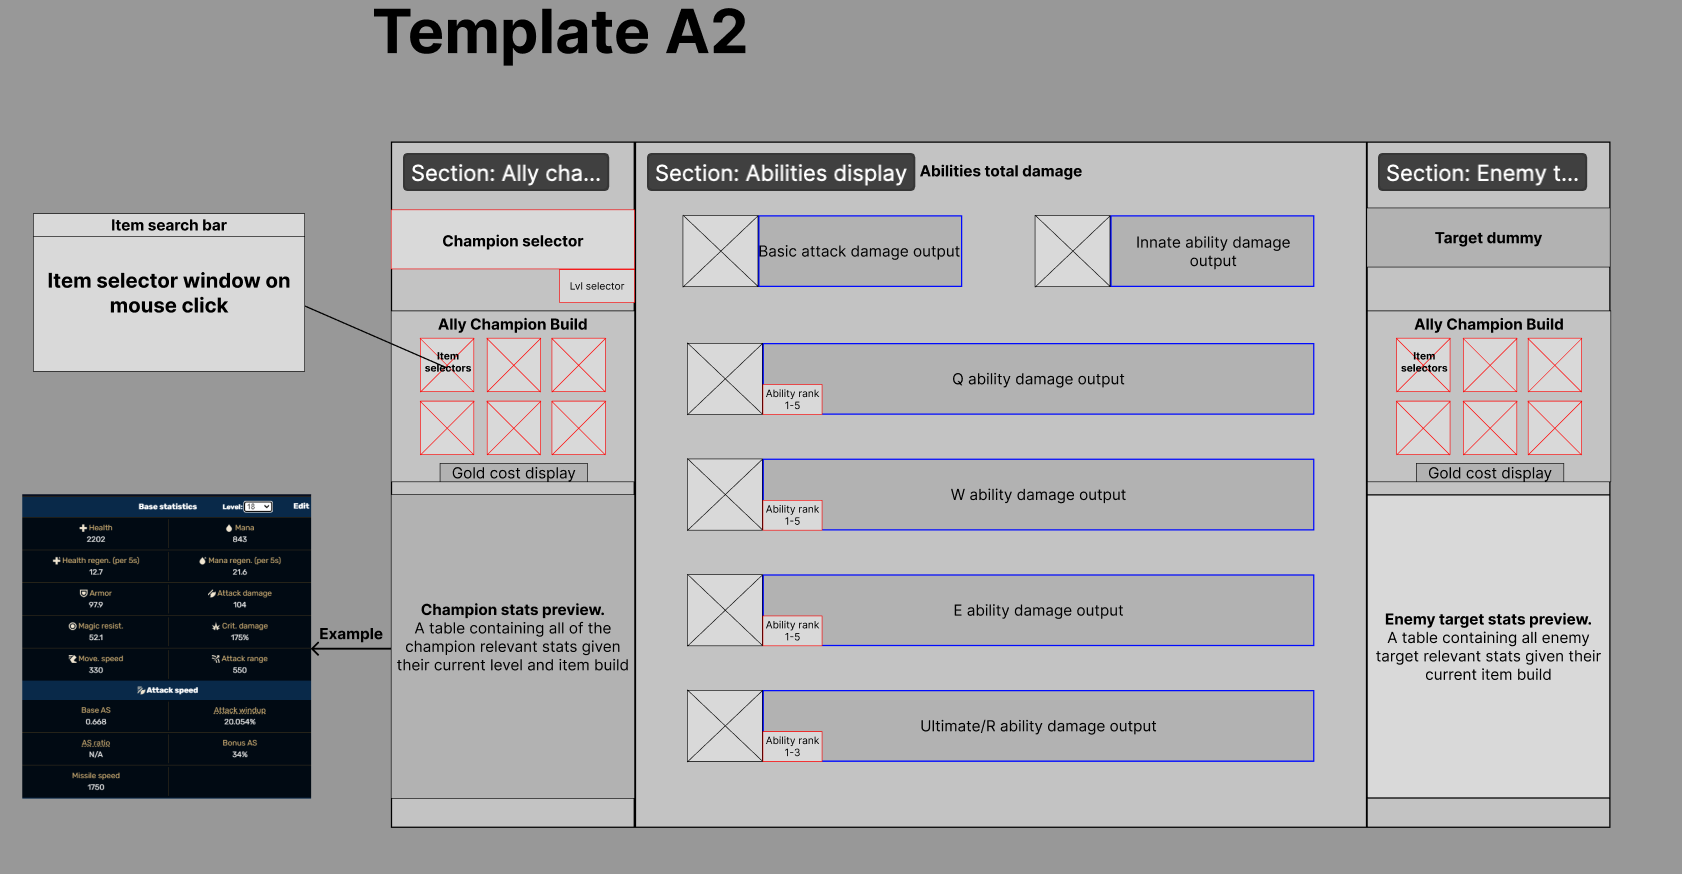 Template A2
Section: Ally cha...
Section: Abilities display
Abilities total damage
Section: Enemy t...
Item search bar
Item selector window on
mouse click
Champion selector
Lvl selector
Ally Champion Build
Item
selectors
Gold cost display
Basic attack damage output
Innate ability damage
output
Q ability damage output
Ability rank
1-5
W ability damage output
Ability rank
1-5
E ability damage output
Ability rank
1-5
Ultimate/R ability damage output
Ability rank
1-3
Target dummy
Ally Champion Build
Item
selectors
Gold cost display
Base statistics Level: 18 Edit
Health Mana
2202 843
Health regen. (per 5s) Mana regen. (per 5s)
12.7 21.6
Armor Attack damage
97.9 104
Magic resist. Crit. damage
52.1 175%
Move. speed Attack range
330 550
Attack speed
Base AS Attack windup
0.668 20.054%
AS ratio Bonus AS
N/A 34%
Missile speed
1750
Example
Champion stats preview.
A table containing all of the
champion relevant stats given
their current level and item build
Enemy target stats preview.
A table containing all enemy
target relevant stats given their
current item build